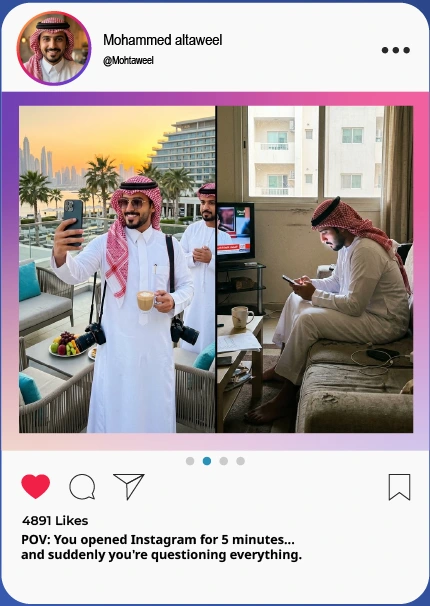 Mohammed altaweel
@Mohtaweel
4891 Likes
POV: You opened Instagram for 5 minutes...
and suddenly you're questioning everything.